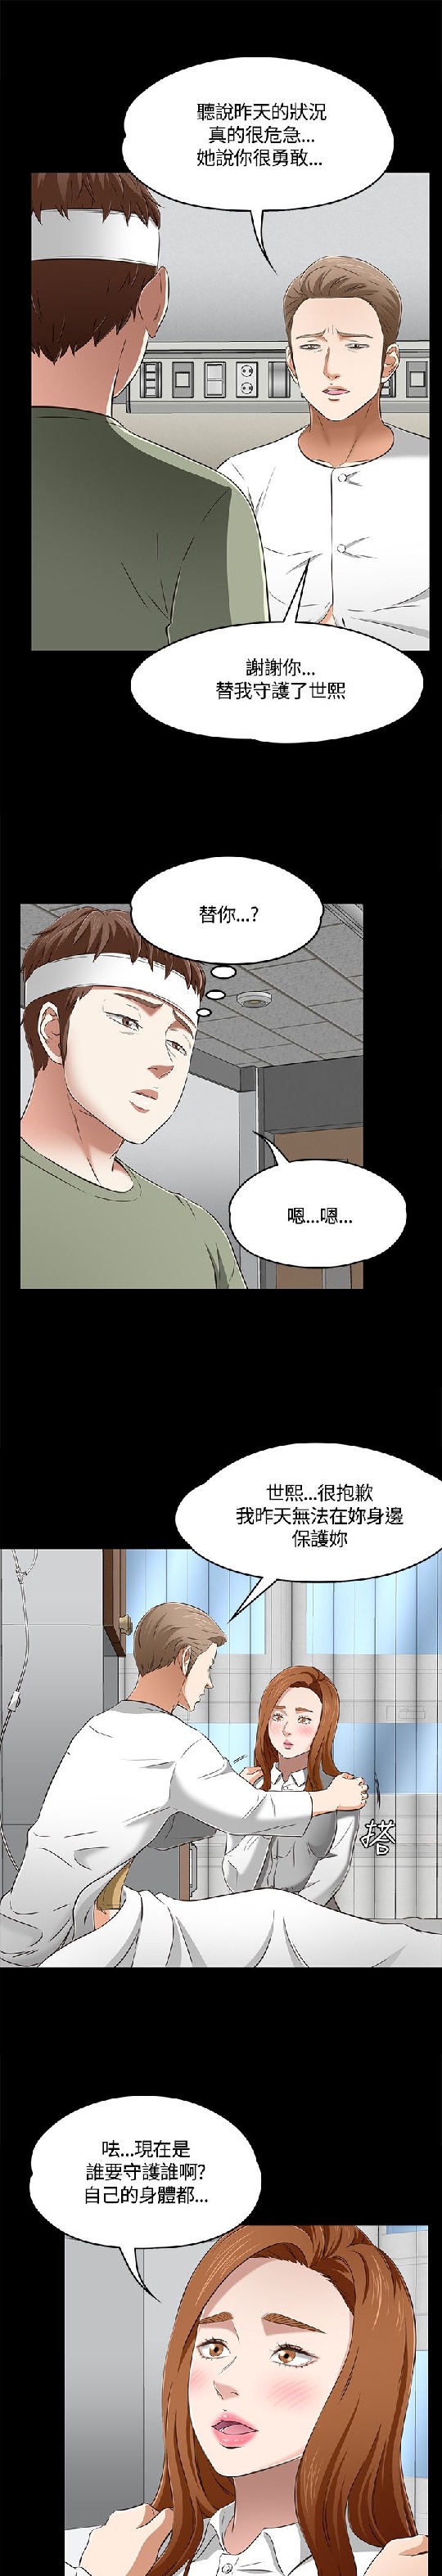 聽說昨天的狀況
真的很危急...
她說你很勇敢...
謝謝你...
替我守護了世熙
替你...?
嗯...嗯...
世熙...很抱歉
我昨天無法在妳身邊
保護妳
搭
呿...現在是
誰要守護誰啊?
自己的身體都...